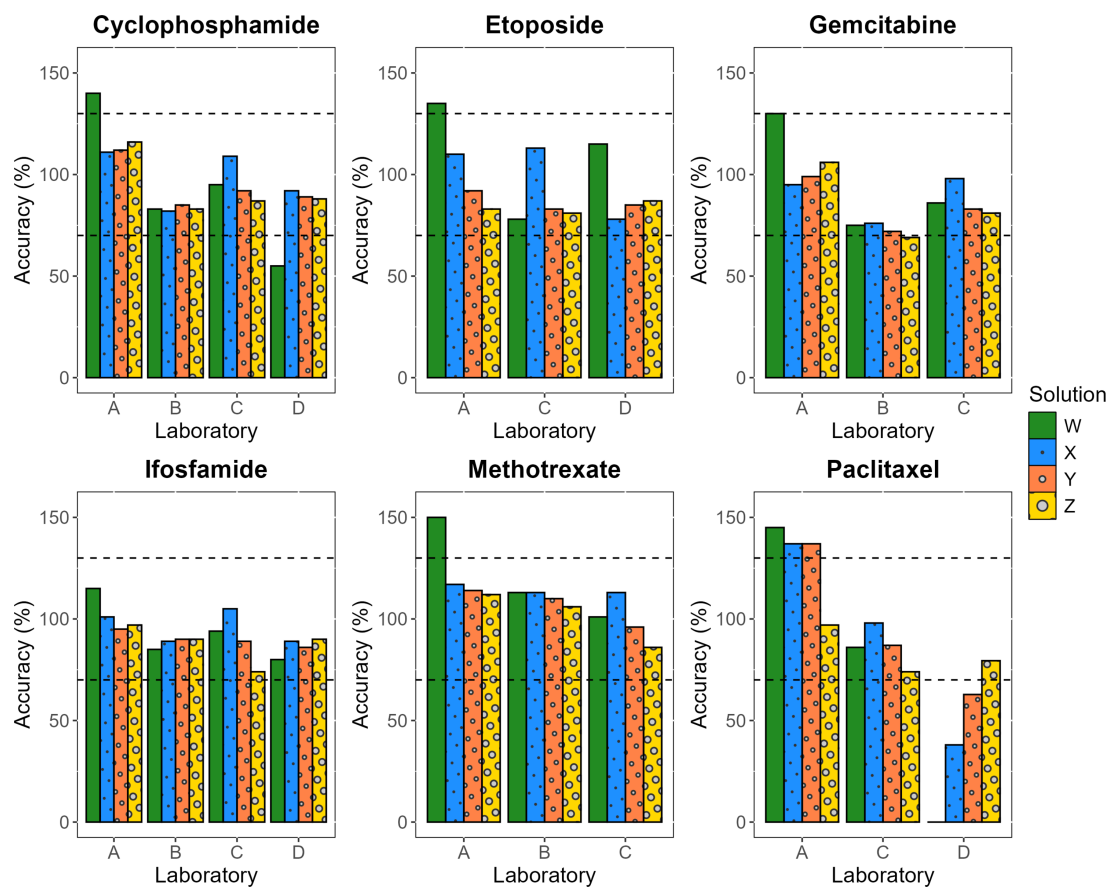 Cyclophosphamide
Etoposide
Gemcitabine
Accuracy (%)
150
100
50
0
A B C D
Laboratory
Accuracy (%)
150
100
50
0
A C D
Laboratory
Accuracy (%)
150
100
50
0
A B C
Laboratory
Solution
W
X
Y
Z
Ifosfamide
Methotrexate
Paclitaxel
Accuracy (%)
150
100
50
0
A B C D
Laboratory
Accuracy (%)
150
100
50
0
A B C
Laboratory
Accuracy (%)
150
100
50
0
A C D
Laboratory